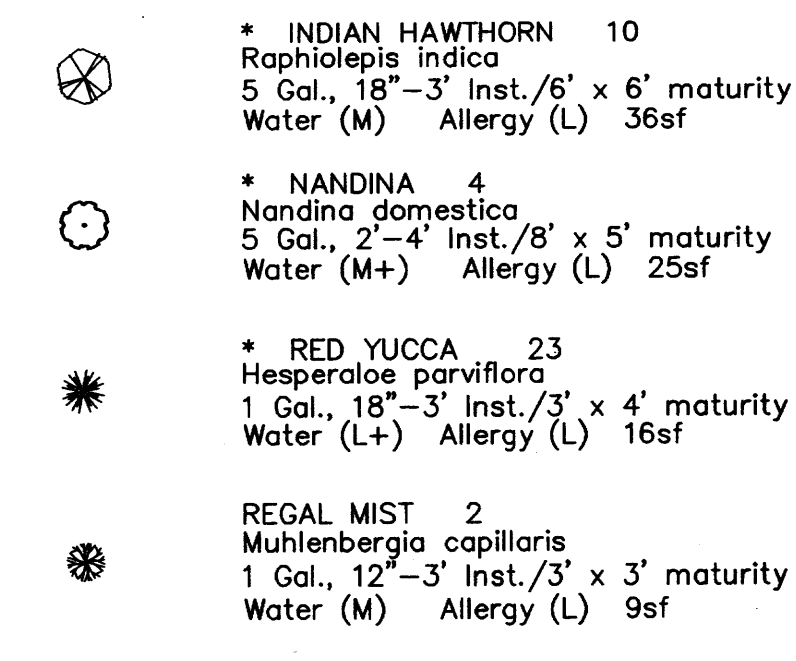 * INDIAN HAWTHORN 10
Raphiolepis indica
5 Gal., 18"-3' Inst./6' x 6' maturity
Water (M) Allergy (L) 36sf
* NANDINA 4
Nandina domestica
5 Gal., 2'-4' Inst./8' x 5' maturity
Water (M+) Allergy (L) 25sf
* RED YUCCA 23
Hesperaloe parviflora
1 Gal., 18"-3' Inst./3' x 4' maturity
Water (L+) Allergy (L) 16sf
REGAL MIST 2
Muhlenbergia capillaris
1 Gal., 12"-3' Inst./3' x 3' maturity
Water (M) Allergy (L) 9sf